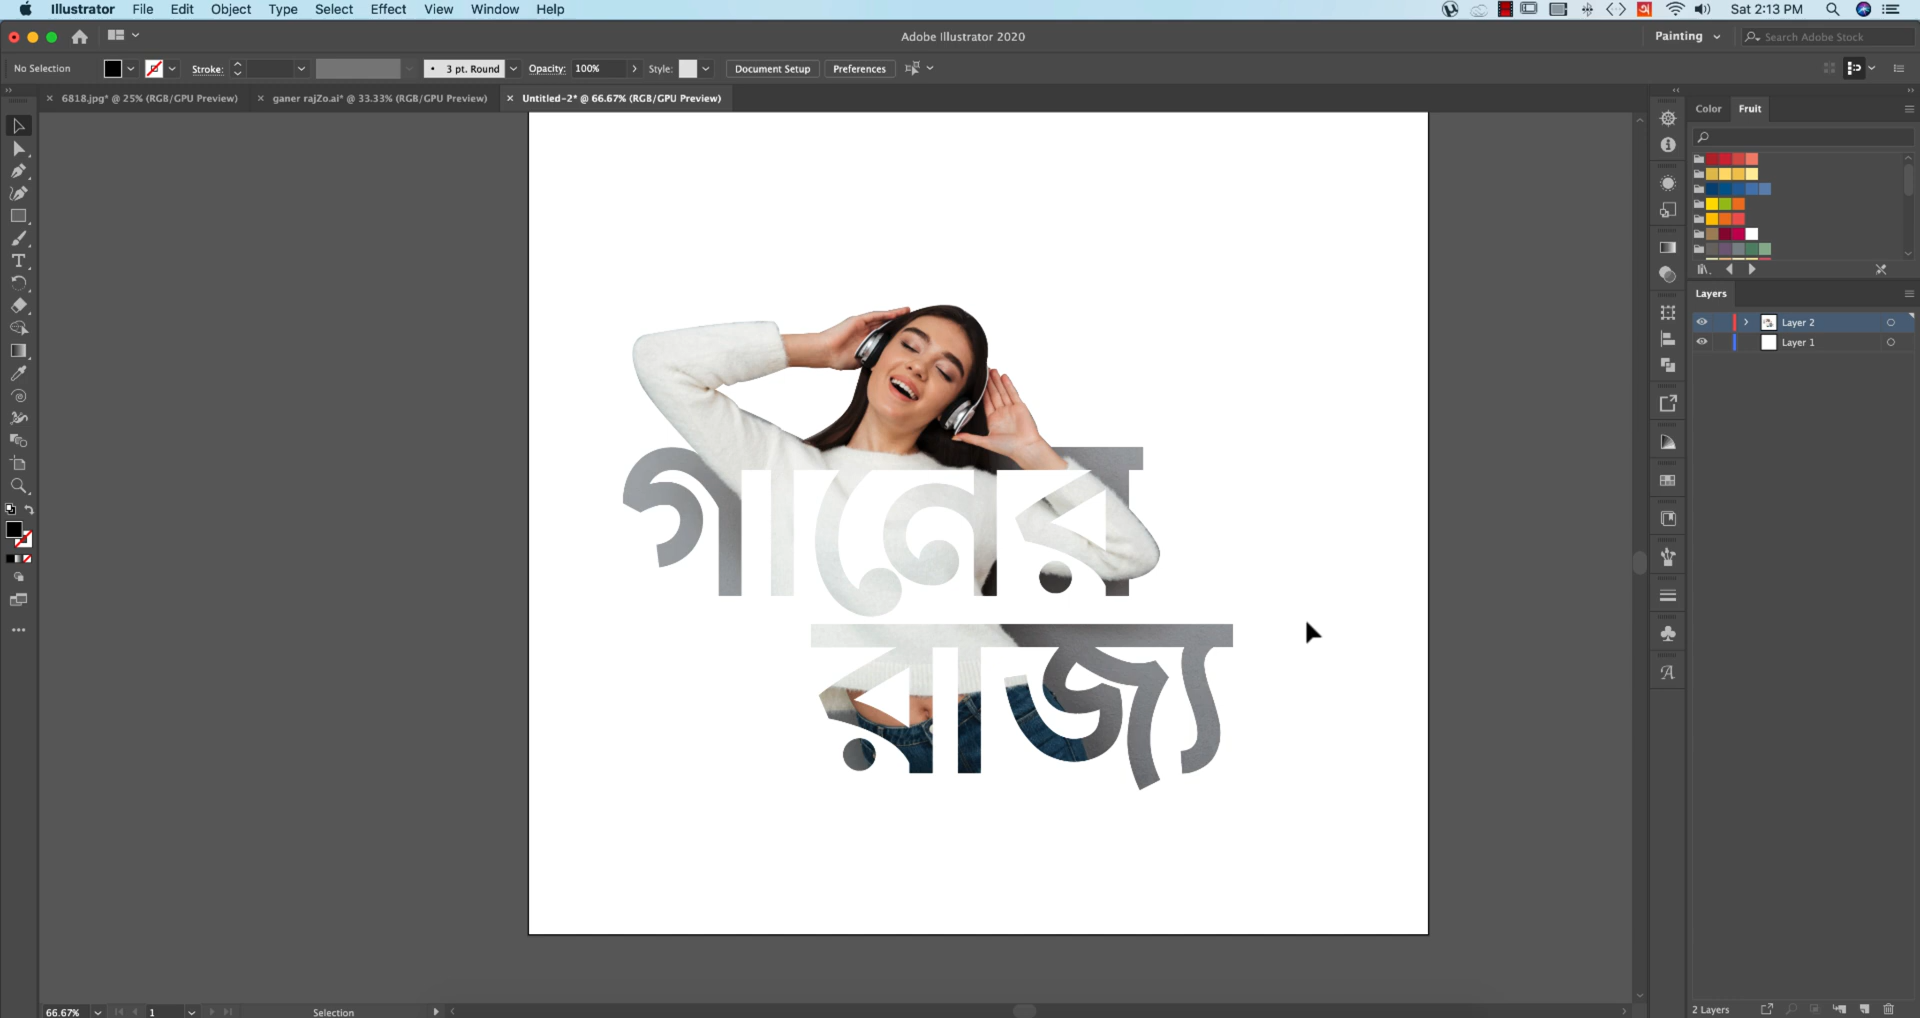 Illustrator File Edit Object Type Select Effect View Window Help Sat 2:13 PM
Adobe Illustrator 2020 Painting Search Adobe Stock
No Selection Stroke: 3 pt. Round Opacity: 100% Style: Document Setup Preferences
6818.jpg* @ 25% (RGB/GPU Preview) ganer rajZo.ai* @ 33.33% (RGB/GPU Preview) Untitled-2* @ 66.67% (RGB/GPU Preview)
Color Fruit
Layers
Layer 2
Layer 1
গানের
রাজ্য
66.67% 1 Selection 2 Layers